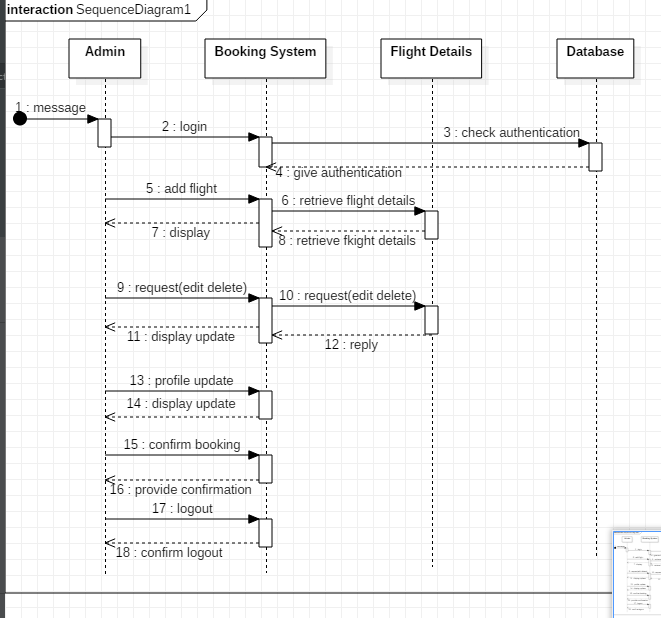 interaction SequenceDiagram1
Admin
Booking System
Flight Details
Database
1 : message
2 : login
3 : check authentication
4 : give authentication
5 : add flight
6 : retrieve flight details
7 : display
8 : retrieve fkight details
9 : request(edit delete)
10 : request(edit delete)
11 : display update
12 : reply
13 : profile update
14 : display update
15 : confirm booking
16 : provide confirmation
17 : logout
18 : confirm logout